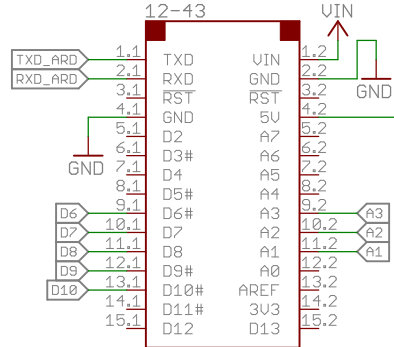 12-43 VIN
TXD_ARD 1.1 TXD VIN 1.2
RXD_ARD 2.1 RXD GND 2.2
3.1 RST RST 3.2 GND
4.1 GND 5V 4.2
5.1 D2 A7 5.2
6.1 D3# A6 6.2
GND 7.1 D4 A5 7.2
8.1 D5# A4 8.2
D6 9.1 D6# A3 9.2 A3
D7 10.1 D7 A2 10.2 A2
D8 11.1 D8 A1 11.2 A1
D9 12.1 D9# A0 12.2
D10 13.1 D10# AREF 13.2
14.1 D11# 3V3 14.2
15.1 D12 D13 15.2